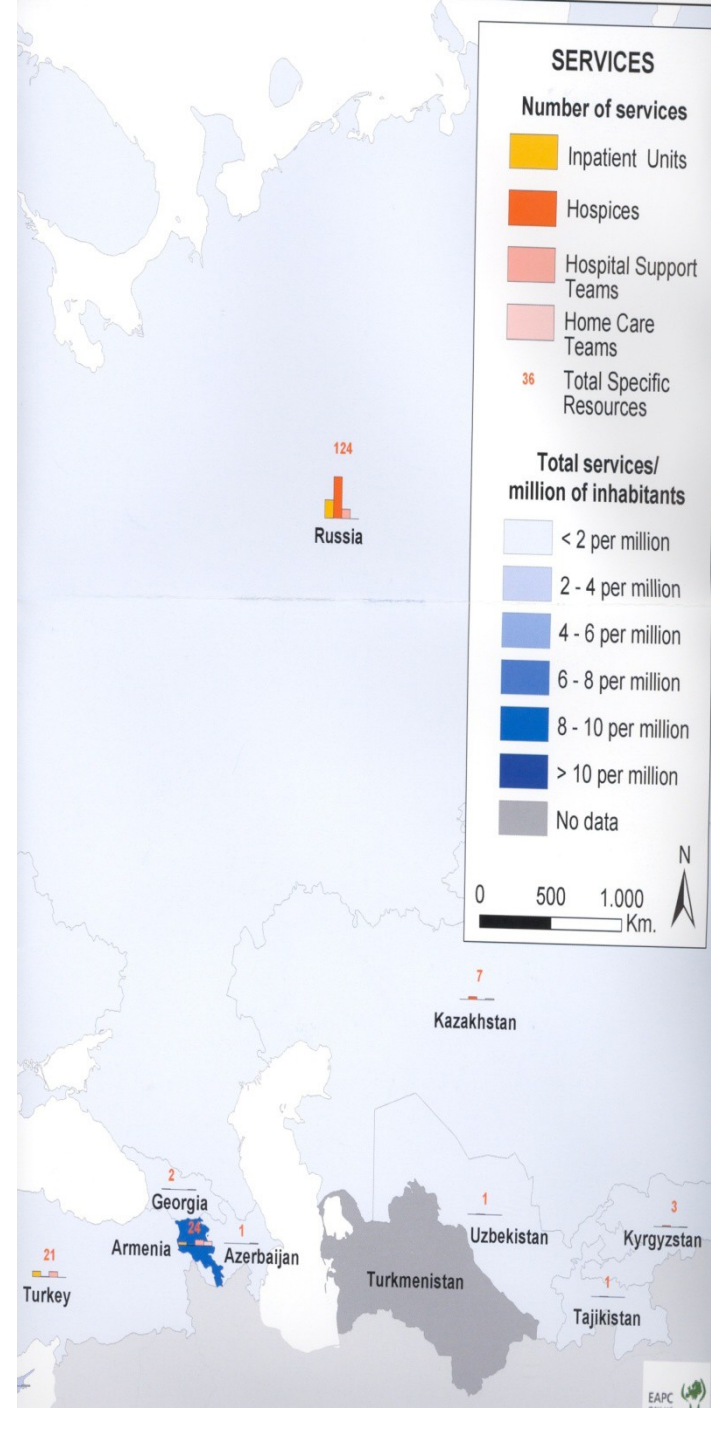 SERVICES
Number of services
Inpatient Units
Hospices
Hospital Support
Teams
Home Care
Teams
36 Total Specific
Resources
Total services/
million of inhabitants
< 2 per million
2 - 4 per million
4 - 6 per million
6 - 8 per million
8 - 10 per million
> 10 per million
No data
N
0 500 1.000
Km.
124
Russia
7
Kazakhstan
2
Georgia
24
Armenia
1
Azerbaijan
21
Turkey
Turkmenistan
1
Uzbekistan
3
Kyrgyzstan
1
Tajikistan
EAPC